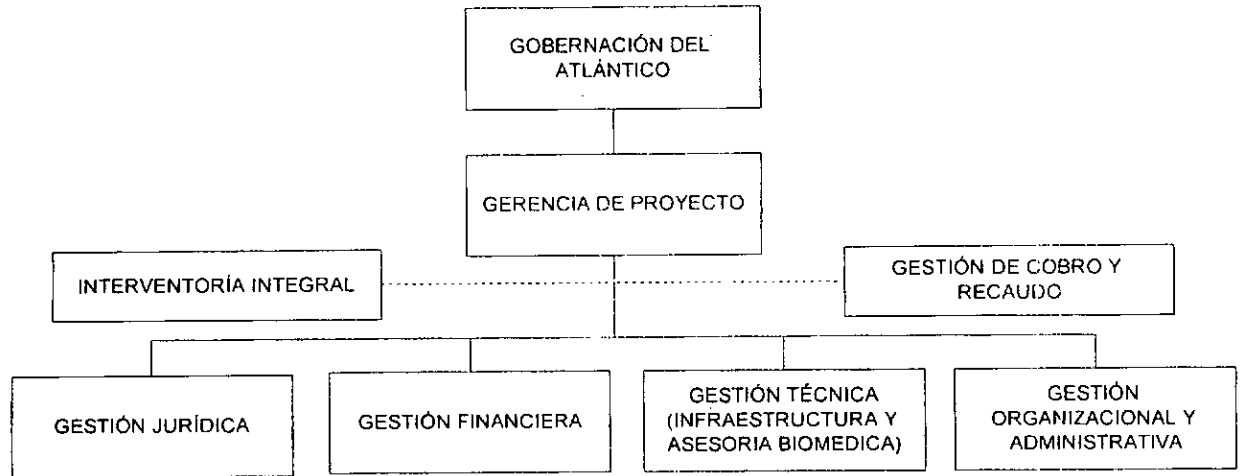 GOBERNACIÓN DEL
ATLÁNTICO
GERENCIA DE PROYECTO
INTERVENTORÍA INTEGRAL
GESTIÓN DE COBRO Y
RECAUDO
GESTIÓN JURÍDICA
GESTIÓN FINANCIERA
GESTIÓN TÉCNICA
(INFRAESTRUCTURA Y
ASESORIA BIOMEDICA)
GESTIÓN
ORGANIZACIONAL Y
ADMINISTRATIVA